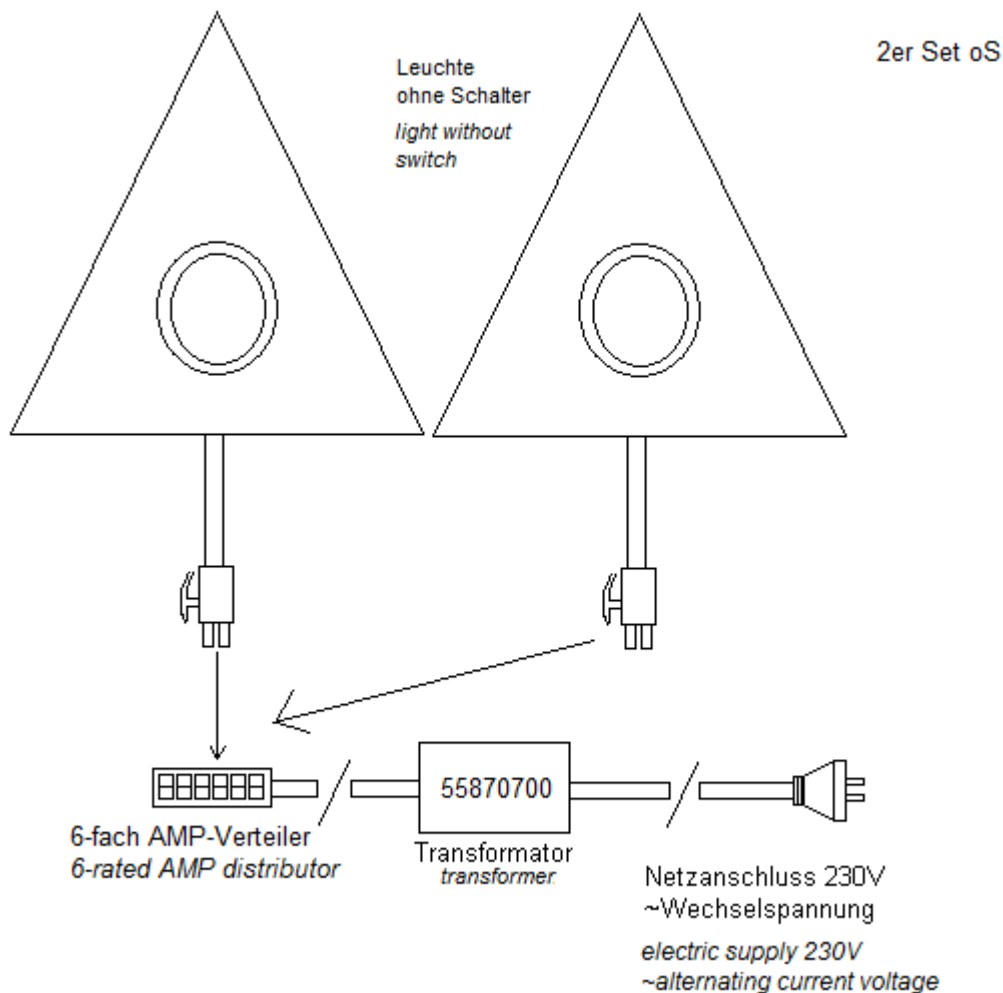 2er Set oS
Leuchte
ohne Schalter
light without
switch
55870700
6-fach AMP-Verteiler
6-rated AMP distributor
Transformator
transformer
Netzanschluss 230V
~Wechselspannung
electric supply 230V
~alternating current voltage